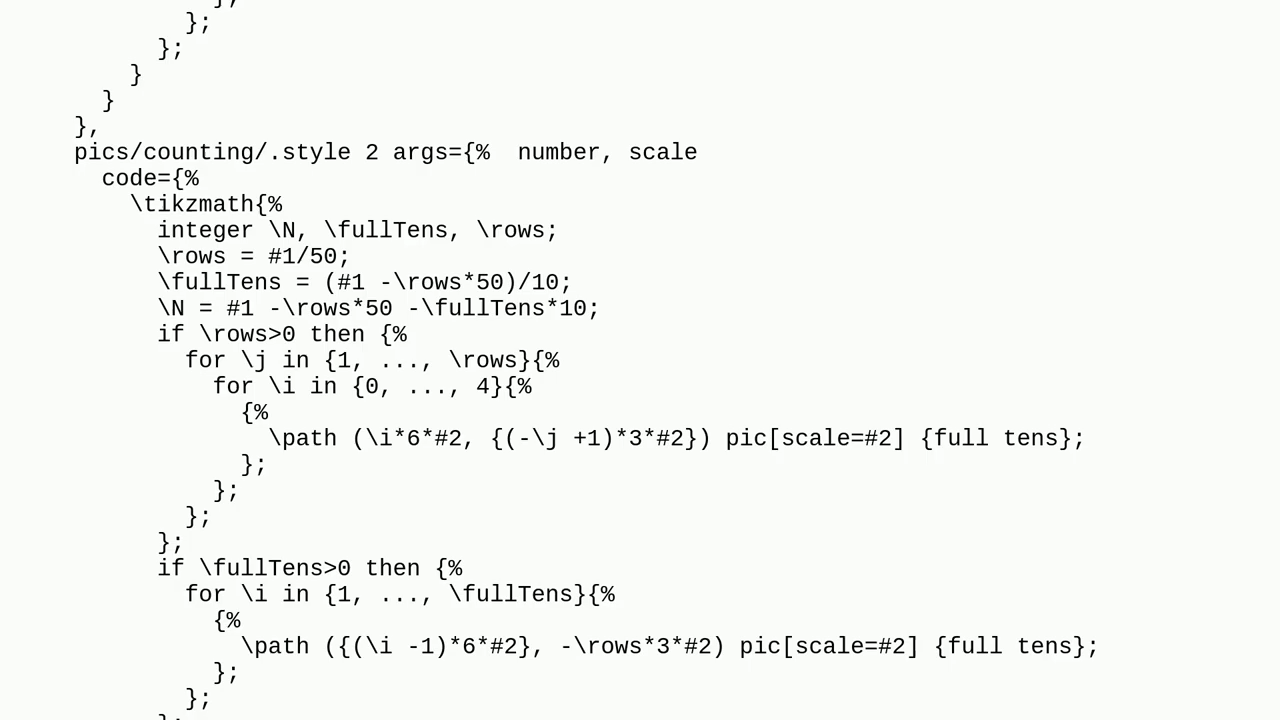 };
};
};
}
}
},
pics/counting/.style 2 args={%  number, scale
code={%
\tikzmath{%
integer \N, \fullTens, \rows;
\rows = #1/50;
\fullTens = (#1 -\rows*50)/10;
\N = #1 -\rows*50 -\fullTens*10;
if \rows>0 then {%
for \j in {1, ..., \rows}{%
for \i in {0, ..., 4}{%
{%
\path (\i*6*#2, {(-\j +1)*3*#2}) pic[scale=#2] {full tens};
};
};
};
};
if \fullTens>0 then {%
for \i in {1, ..., \fullTens}{%
{%
\path ({(\i -1)*6*#2}, -\rows*3*#2) pic[scale=#2] {full tens};
};
};
};